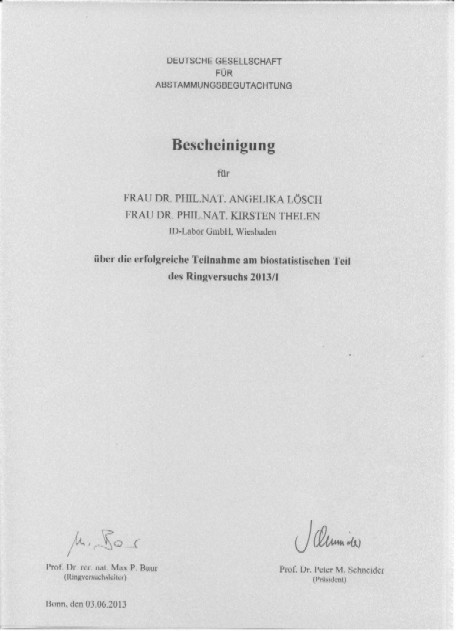 DEUTSCHE GESELLSCHAFT
FÜR
ABSTAMMUNGSBEGUTACHTUNG
Bescheinigung
für
FRAU DR. PHIL.NAT. ANGELIKA LÖSCH
FRAU DR. PHIL.NAT. KIRSTEN THELEN
ID-Labor GmbH, Wiesbaden
über die erfolgreiche Teilnahme am biostatistischen Teil
des Ringversuchs 2013/I
Prof. Dr. rer. nat. Max P. Baur
(Ringversuchsleiter)
Prof. Dr. Peter M. Schneider
(Präsident)
Bonn, den 03.06.2013